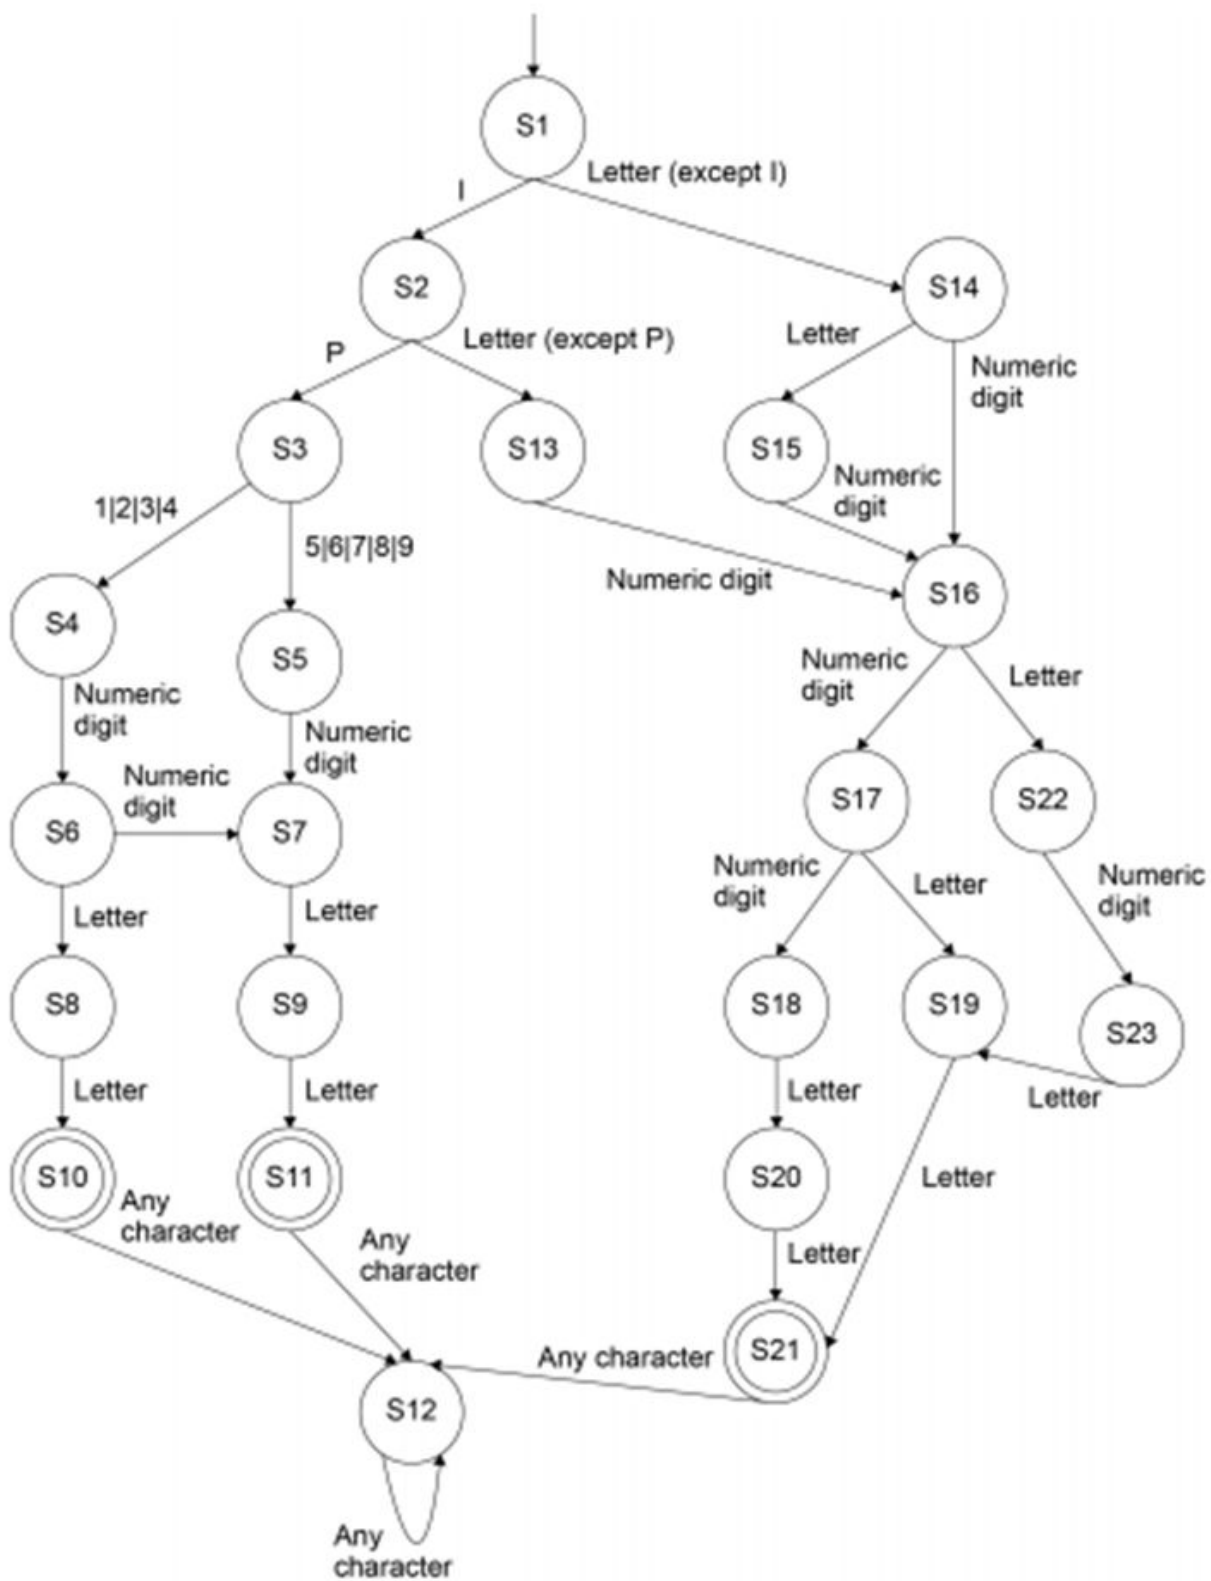 S1
Letter (except I)
I
S2
S14
P
Letter (except P)
Letter
Numeric
digit
S3
S13
S15
Numeric
digit
1|2|3|4
5|6|7|8|9
Numeric digit
S16
S4
S5
Numeric
digit
Letter
Numeric
digit
Numeric
digit
Numeric
digit
S6
S7
S17
S22
Letter
Letter
Numeric
digit
Letter
Numeric
digit
S8
S9
S18
S19
S23
Letter
Letter
Letter
Letter
S10
S11
S20
Letter
Any
character
Any
character
Letter
S21
Any character
S12
Any
character